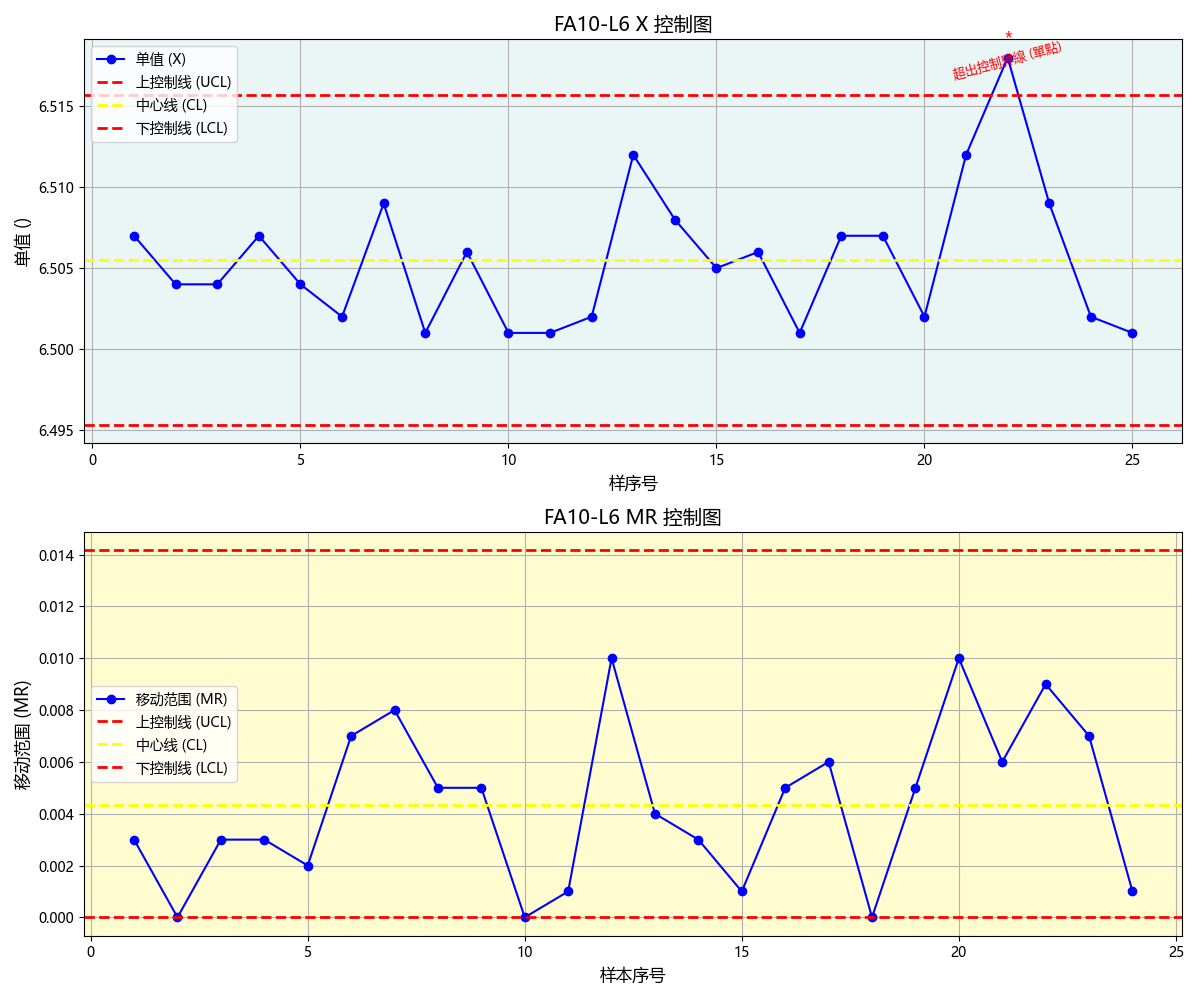 FA10-L6 X 控制图
*
超出控制界線 (單點)
单值 (X)
上控制线 (UCL)
中心线 (CL)
下控制线 (LCL)
单值 ()
6.515
6.510
6.505
6.500
6.495
0 5 10 15 20 25
样序号
FA10-L6 MR 控制图
移动范围 (MR)
上控制线 (UCL)
中心线 (CL)
下控制线 (LCL)
移动范围 (MR)
0.014
0.012
0.010
0.008
0.006
0.004
0.002
0.000
0 5 10 15 20 25
样本序号